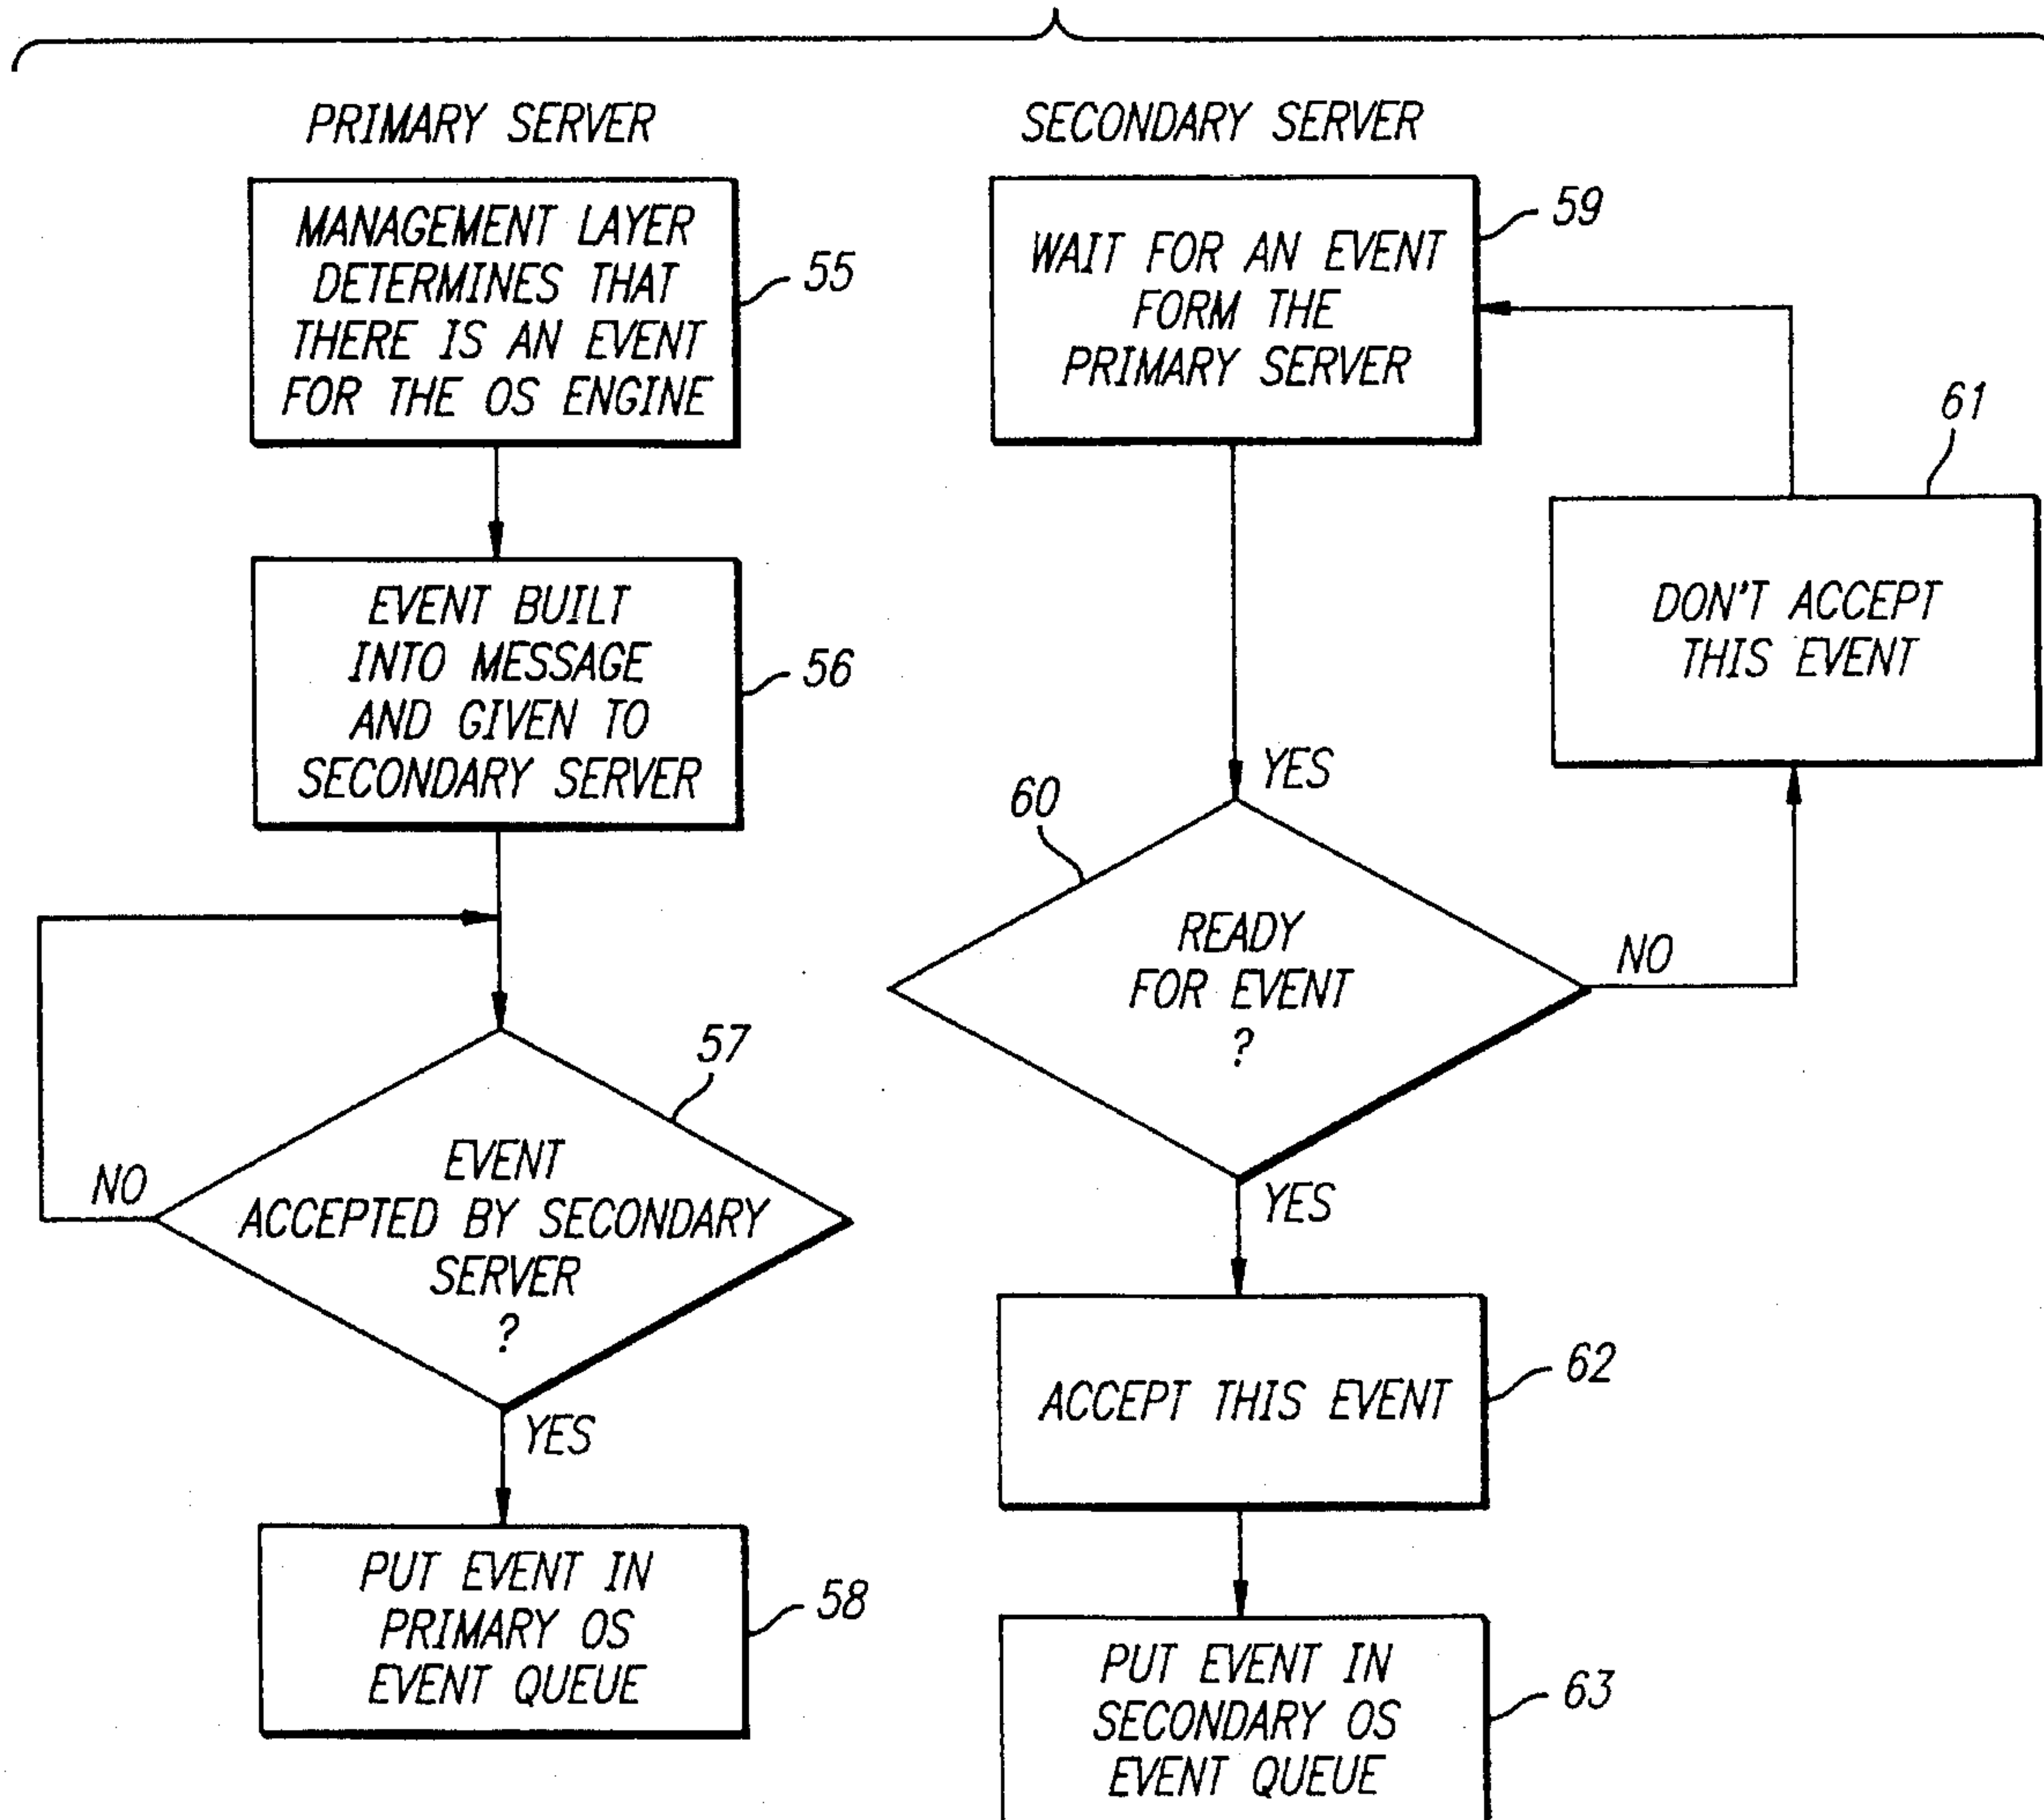 PRIMARY SERVER
MANAGEMENT LAYER
DETERMINES THAT
THERE IS AN EVENT
FOR THE OS ENGINE
55
EVENT BUILT
INTO MESSAGE
AND GIVEN TO
SECONDARY SERVER
56
NO
EVENT
ACCEPTED BY SECONDARY
SERVER
?
57
YES
PUT EVENT IN
PRIMARY OS
EVENT QUEUE
58
SECONDARY SERVER
WAIT FOR AN EVENT
FORM THE
PRIMARY SERVER
59
61
DON'T ACCEPT
THIS EVENT
YES
60
READY
FOR EVENT
?
NO
YES
ACCEPT THIS EVENT
62
PUT EVENT IN
SECONDARY OS
EVENT QUEUE
63